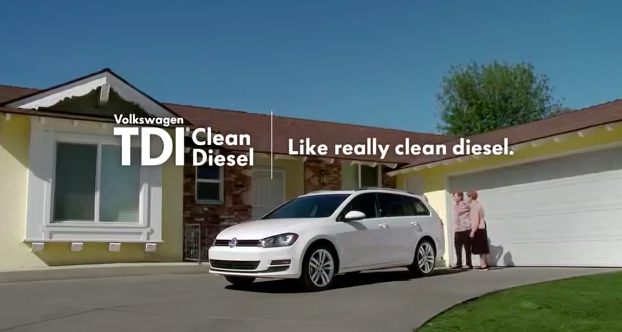 Volkswagen
TDI Clean
Diesel
Like really clean diesel.